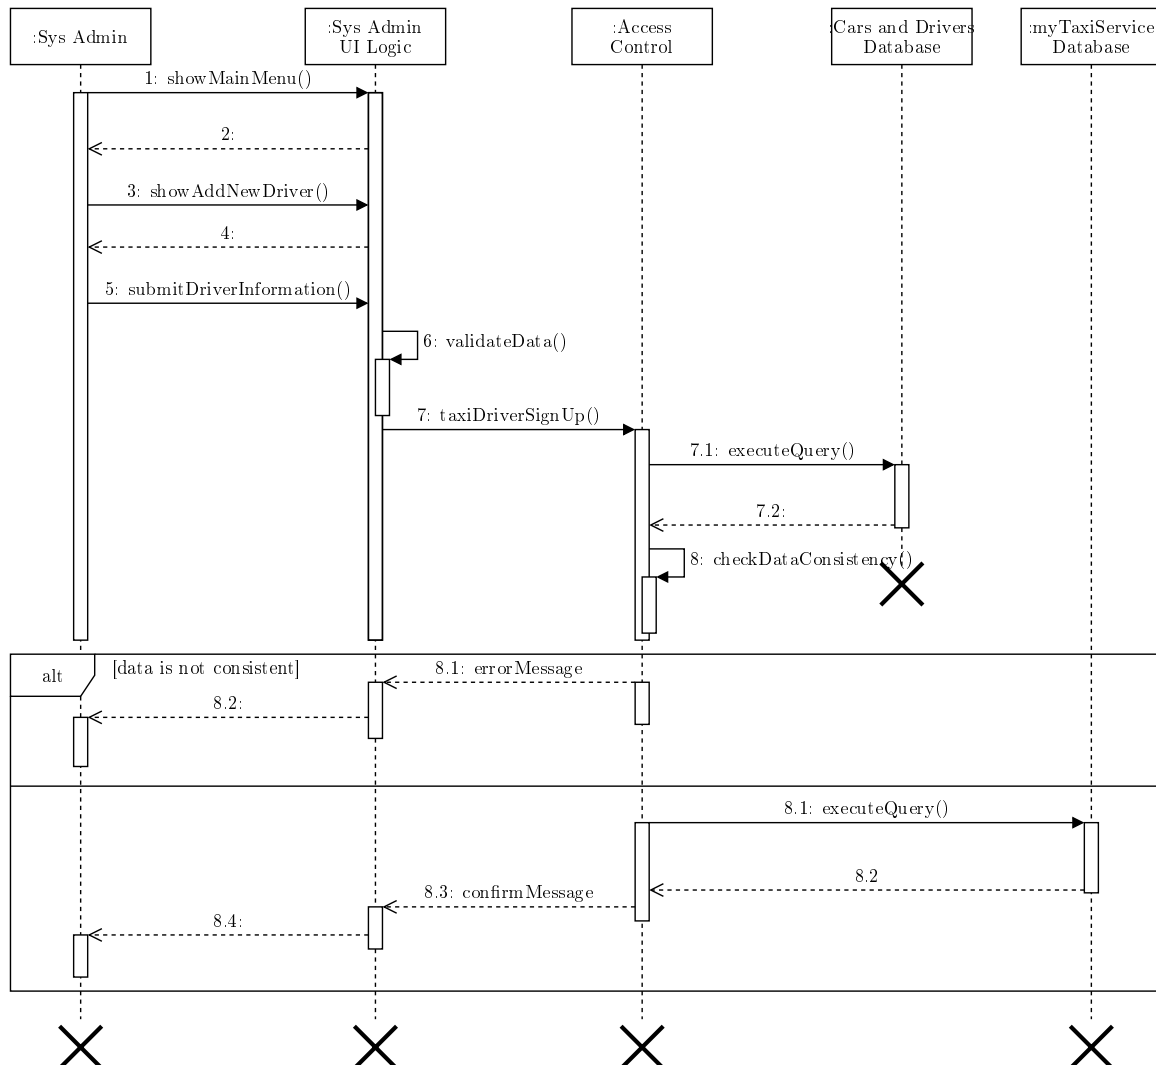 :Sys Admin
:Sys Admin
UI Logic
:Access
Control
:Cars and Drivers
Database
:myTaxiService
Database
1: showMainMenu()
2:
3: showAddNewDriver()
4:
5: submitDriverInformation()
6: validateData()
7: taxiDriverSignUp()
7.1: executeQuery()
7.2:
8: checkDataConsistency()
alt
[data is not consistent]
8.1: errorMessage
8.2:
8.1: executeQuery()
8.2
8.3: confirmMessage
8.4: